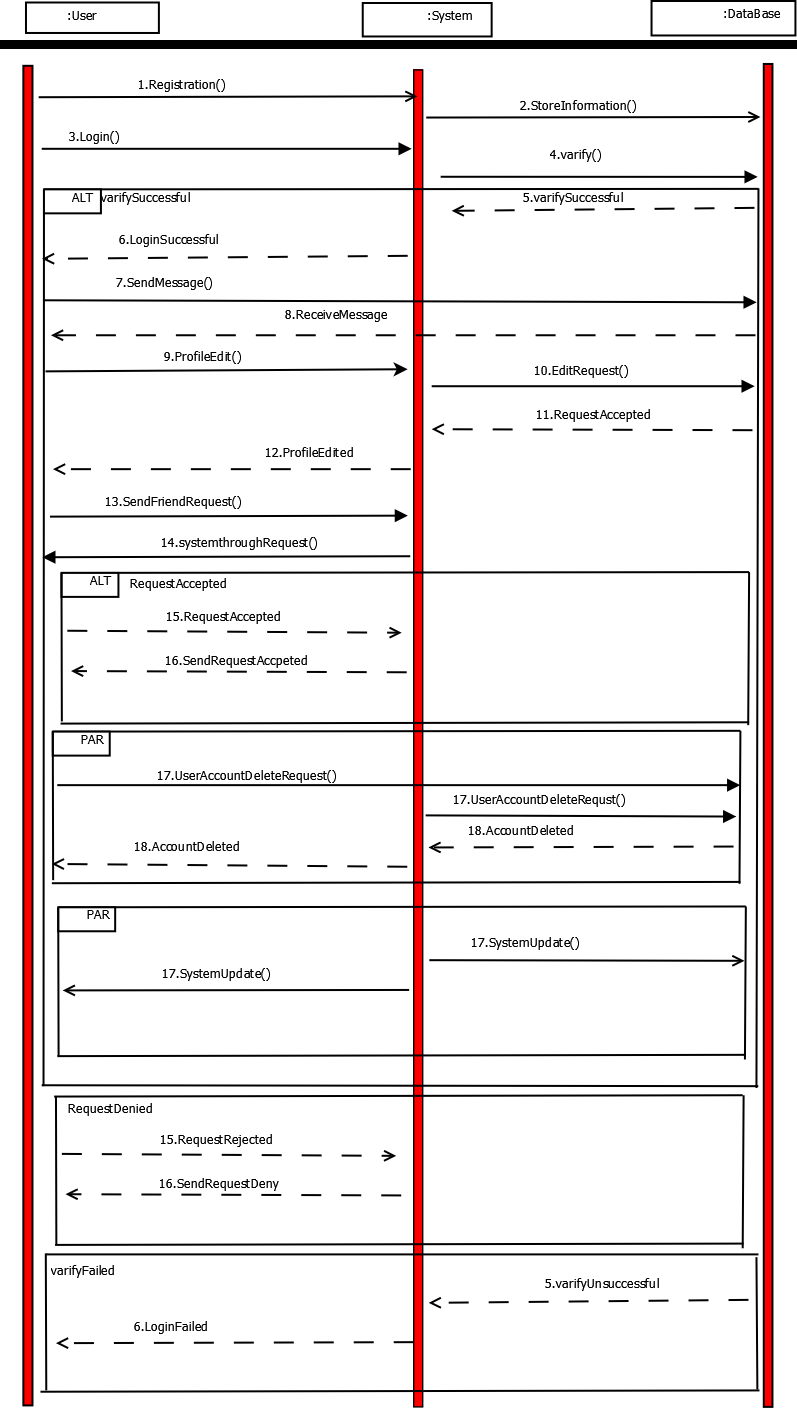 :User
:System
:DataBase
1.Registration()
2.StoreInformation()
3.Login()
4.varify()
ALT varifySuccessful
5.varifySuccessful
6.LoginSuccessful
7.SendMessage()
8.ReceiveMessage
9.ProfileEdit()
10.EditRequest()
11.RequestAccepted
12.ProfileEdited
13.SendFriendRequest()
14.systemthroughRequest()
ALT RequestAccepted
15.RequestAccepted
16.SendRequestAccpeted
PAR
17.UserAccountDeleteRequest()
17.UserAccountDeleteRequst()
18.AccountDeleted
18.AccountDeleted
PAR
17.SystemUpdate()
17.SystemUpdate()
RequestDenied
15.RequestRejected
16.SendRequestDeny
varifyFailed
5.varifyUnsuccessful
6.LoginFailed